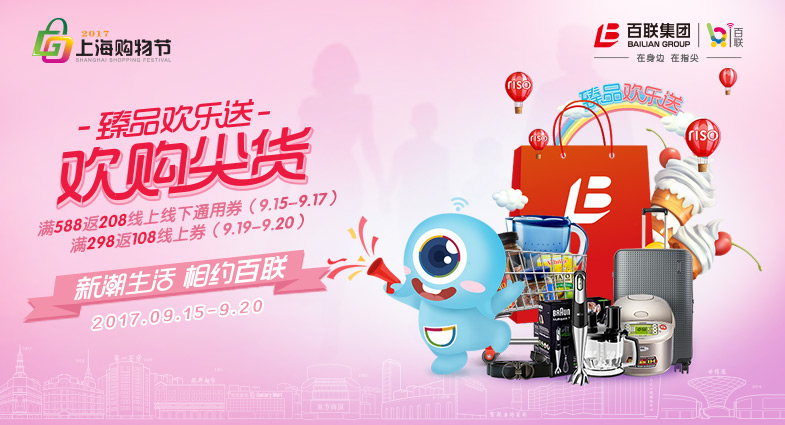 2017
上海购物节
SHANGHAI SHOPPING FESTIVAL
百联集团
BAILIAN GROUP
百联
在身边 在指尖
-臻品欢乐送-
欢购尖货
满588返208线上线下通用券（9.15-9.17）
满298返108线上券（9.19-9.20）
新潮生活 相约百联
2017.09.15-9.20
臻品欢乐送
riso
riso
riso
BRAUN